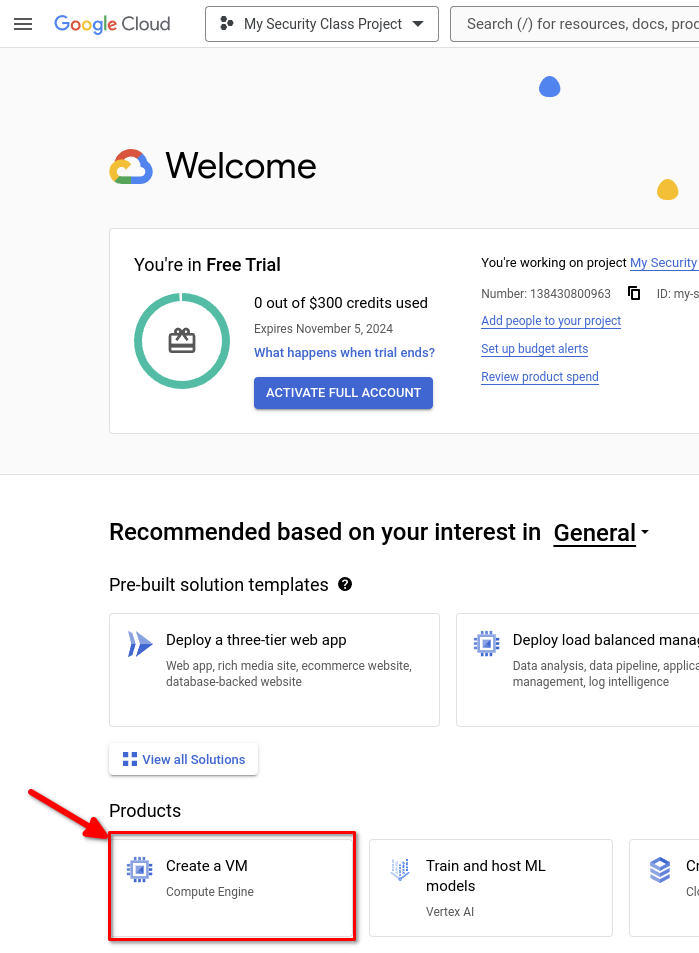 Google Cloud
My Security Class Project
Search (/) for resources, docs,
Welcome
You're in Free Trial
0 out of $300 credits used
Expires November 5, 2024
What happens when trial ends?
ACTIVATE FULL ACCOUNT
You're working on project My Security
Number: 138430800963 ID: my-s
Add people to your project
Set up budget alerts
Review product spend
Recommended based on your interest in General
Pre-built solution templates
Deploy a three-tier web app
Web app, rich media site, ecommerce website,
database-backed website
Deploy load balanced
Data analysis, data pipeline,
management, log intelligence
View all Solutions
Products
Create a VM
Compute Engine
Train and host ML
models
Vertex AI